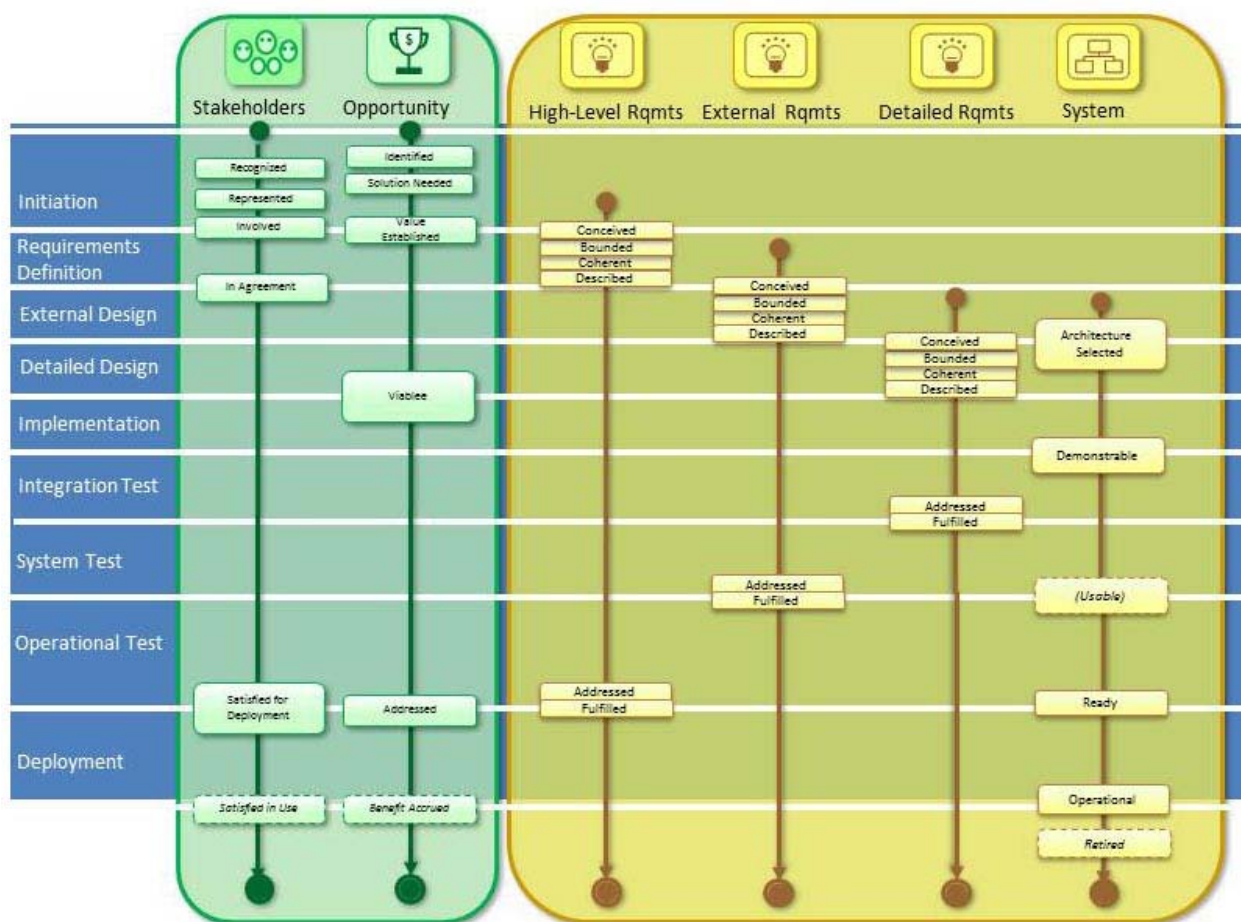 $
Stakeholders
Opportunity
High-Level Rqmts
External Rqmts
Detailed Rqmts
System
Initiation
Requirements
Definition
External Design
Detailed Design
Implementation
Integration Test
System Test
Operational Test
Deployment
Recognized
Represented
Involved
In Agreement
Satisfied for
Deployment
Satisfied in Use
Identified
Solution Needed
Value
Established
Viablee
Addressed
Benefit Accrued
Conceived
Bounded
Coherent
Described
Addressed
Fulfilled
Conceived
Bounded
Coherent
Described
Addressed
Fulfilled
Conceived
Bounded
Coherent
Described
Addressed
Fulfilled
Architecture
Selected
Demonstrable
(Usable)
Ready
Operational
Retired